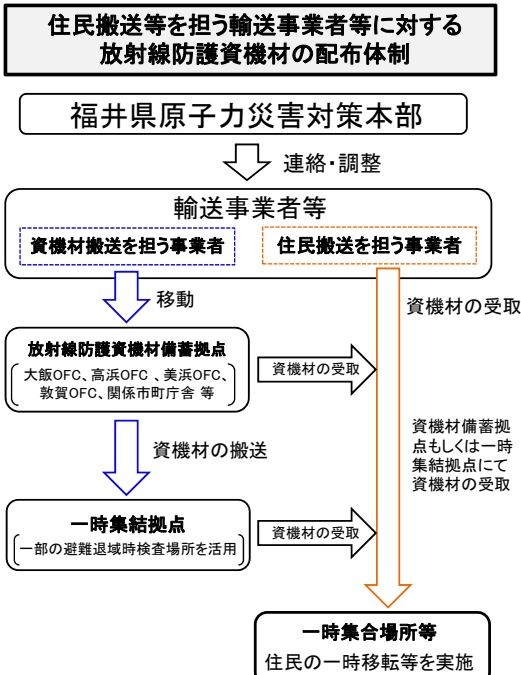 住民搬送等を担う輸送事業者等に対する
放射線防護資機材の配布体制
福井県原子力災害対策本部
連絡・調整
輸送事業者等
資機材搬送を担う事業者
住民搬送を担う事業者
移動
資機材の受取
放射線防護資機材備蓄拠点
大飯OFC、高浜OFC 、美浜OFC、
敦賀OFC、関係市町庁舎 等
資機材の受取
資機材備蓄拠
点もしくは一時
集結拠点にて
資機材の受取
資機材の搬送
一時集結拠点
一部の避難退域時検査場所を活用
資機材の受取
一時集合場所等
住民の一時移転等を実施